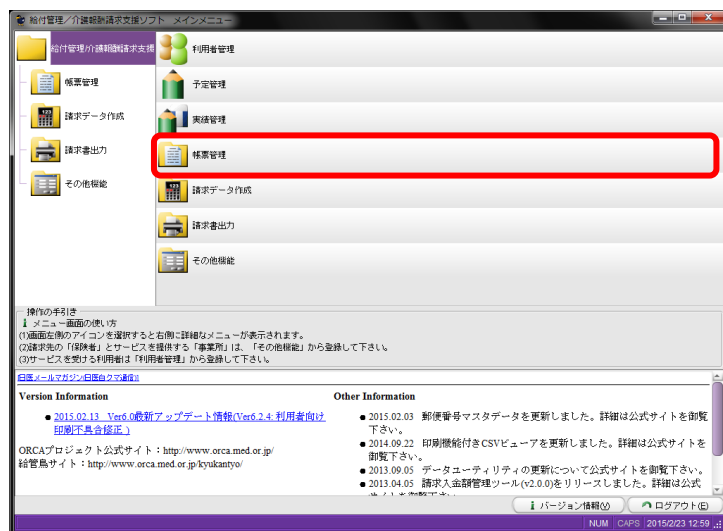 給付管理／介護報酬請求支援ソフト　メインメニュー
給付管理/介護報酬請求支援
帳票管理
請求データ作成
請求書出力
その他機能
利用者管理
予定管理
実績管理
帳票管理
請求データ作成
請求書出力
その他機能
操作の手引き
メニュー画面の使い方
(1)画面左側のアイコンを選択すると右側に詳細なメニューが表示されます。
(2)請求先の「保険者」とサービスを提供する「事業所」は、「その他機能」から登録して下さい。
(3)サービスを受ける利用者は「利用者管理」から登録して下さい。
旧医メールマガジン(日医白クマ通信)
Version Information
● 2015.02.13　Ver6.0最新アップデート情報(Ver6.2.4: 利用者向け
印刷不具合修正 )
ORCAプロジェクト公式サイト：http://www.orca.med.or.jp/
給管鳥サイト：http://www.orca.med.or.jp/kyukantyo/
Other Information
● 2015.02.03　郵便番号マスタデータを更新しました。詳細は公式サイトを御覧
下さい。
● 2014.09.22　印刷機能付きCSVビューアを更新しました。詳細は公式サイトを
御覧下さい。
● 2013.09.05　データユーティリティの更新について公式サイトを御覧下さい。
● 2013.04.05　請求入金額管理ツール(v2.0.0)をリリースしました。詳細は公式
バージョン情報(V)
ログアウト(E)
NUM　CAPS　2015/2/23 12:59